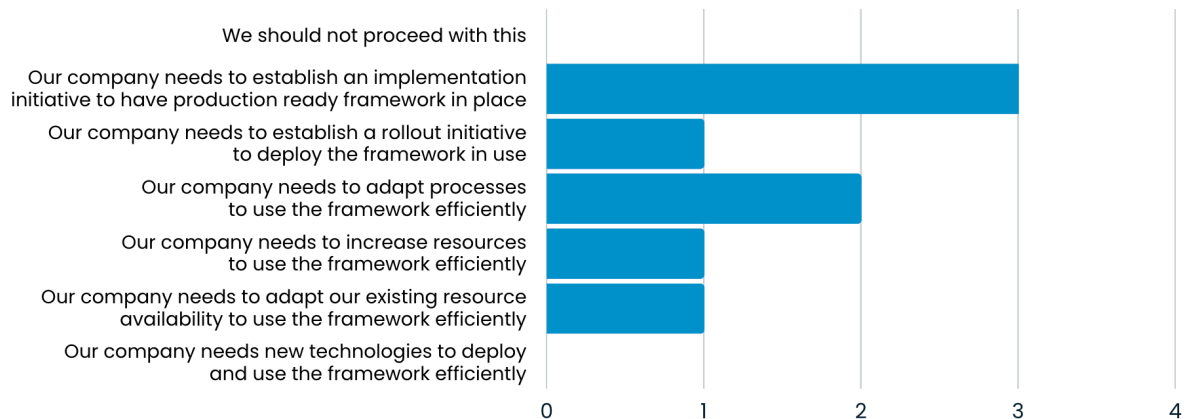 We should not proceed with this
Our company needs to establish an implementation
initiative to have production ready framework in place
Our company needs to establish a rollout initiative
to deploy the framework in use
Our company needs to adapt processes
to use the framework efficiently
Our company needs to increase resources
to use the framework efficiently
Our company needs to adapt our existing resource
availability to use the framework efficiently
Our company needs new technologies to deploy
and use the framework efficiently
0 1 2 3 4